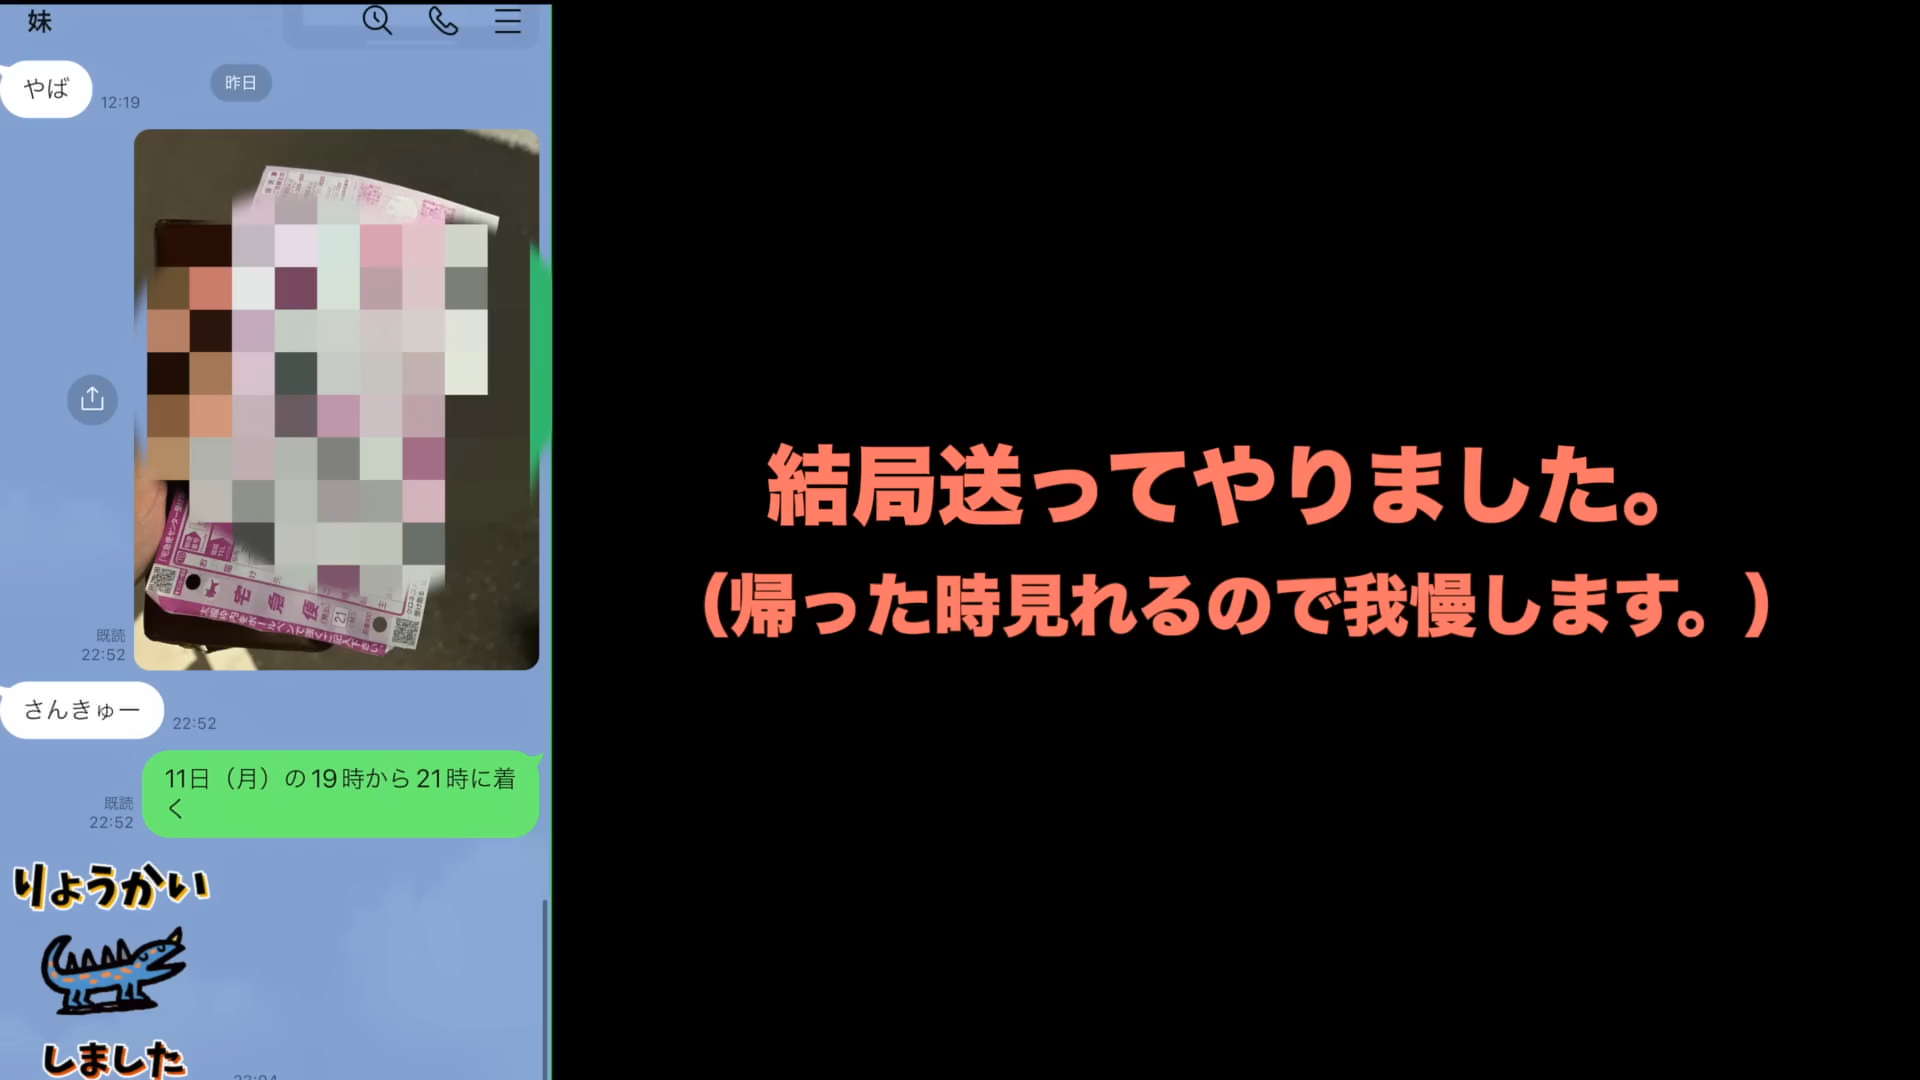 妹
やば
12:19
昨日
宅急便
既読
22:52
さんきゅー
22:52
11日（月）の19時から21時に着
く
既読
22:52
りょうかい
しました
結局送ってやりました。
（帰った時見れるので我慢します。）